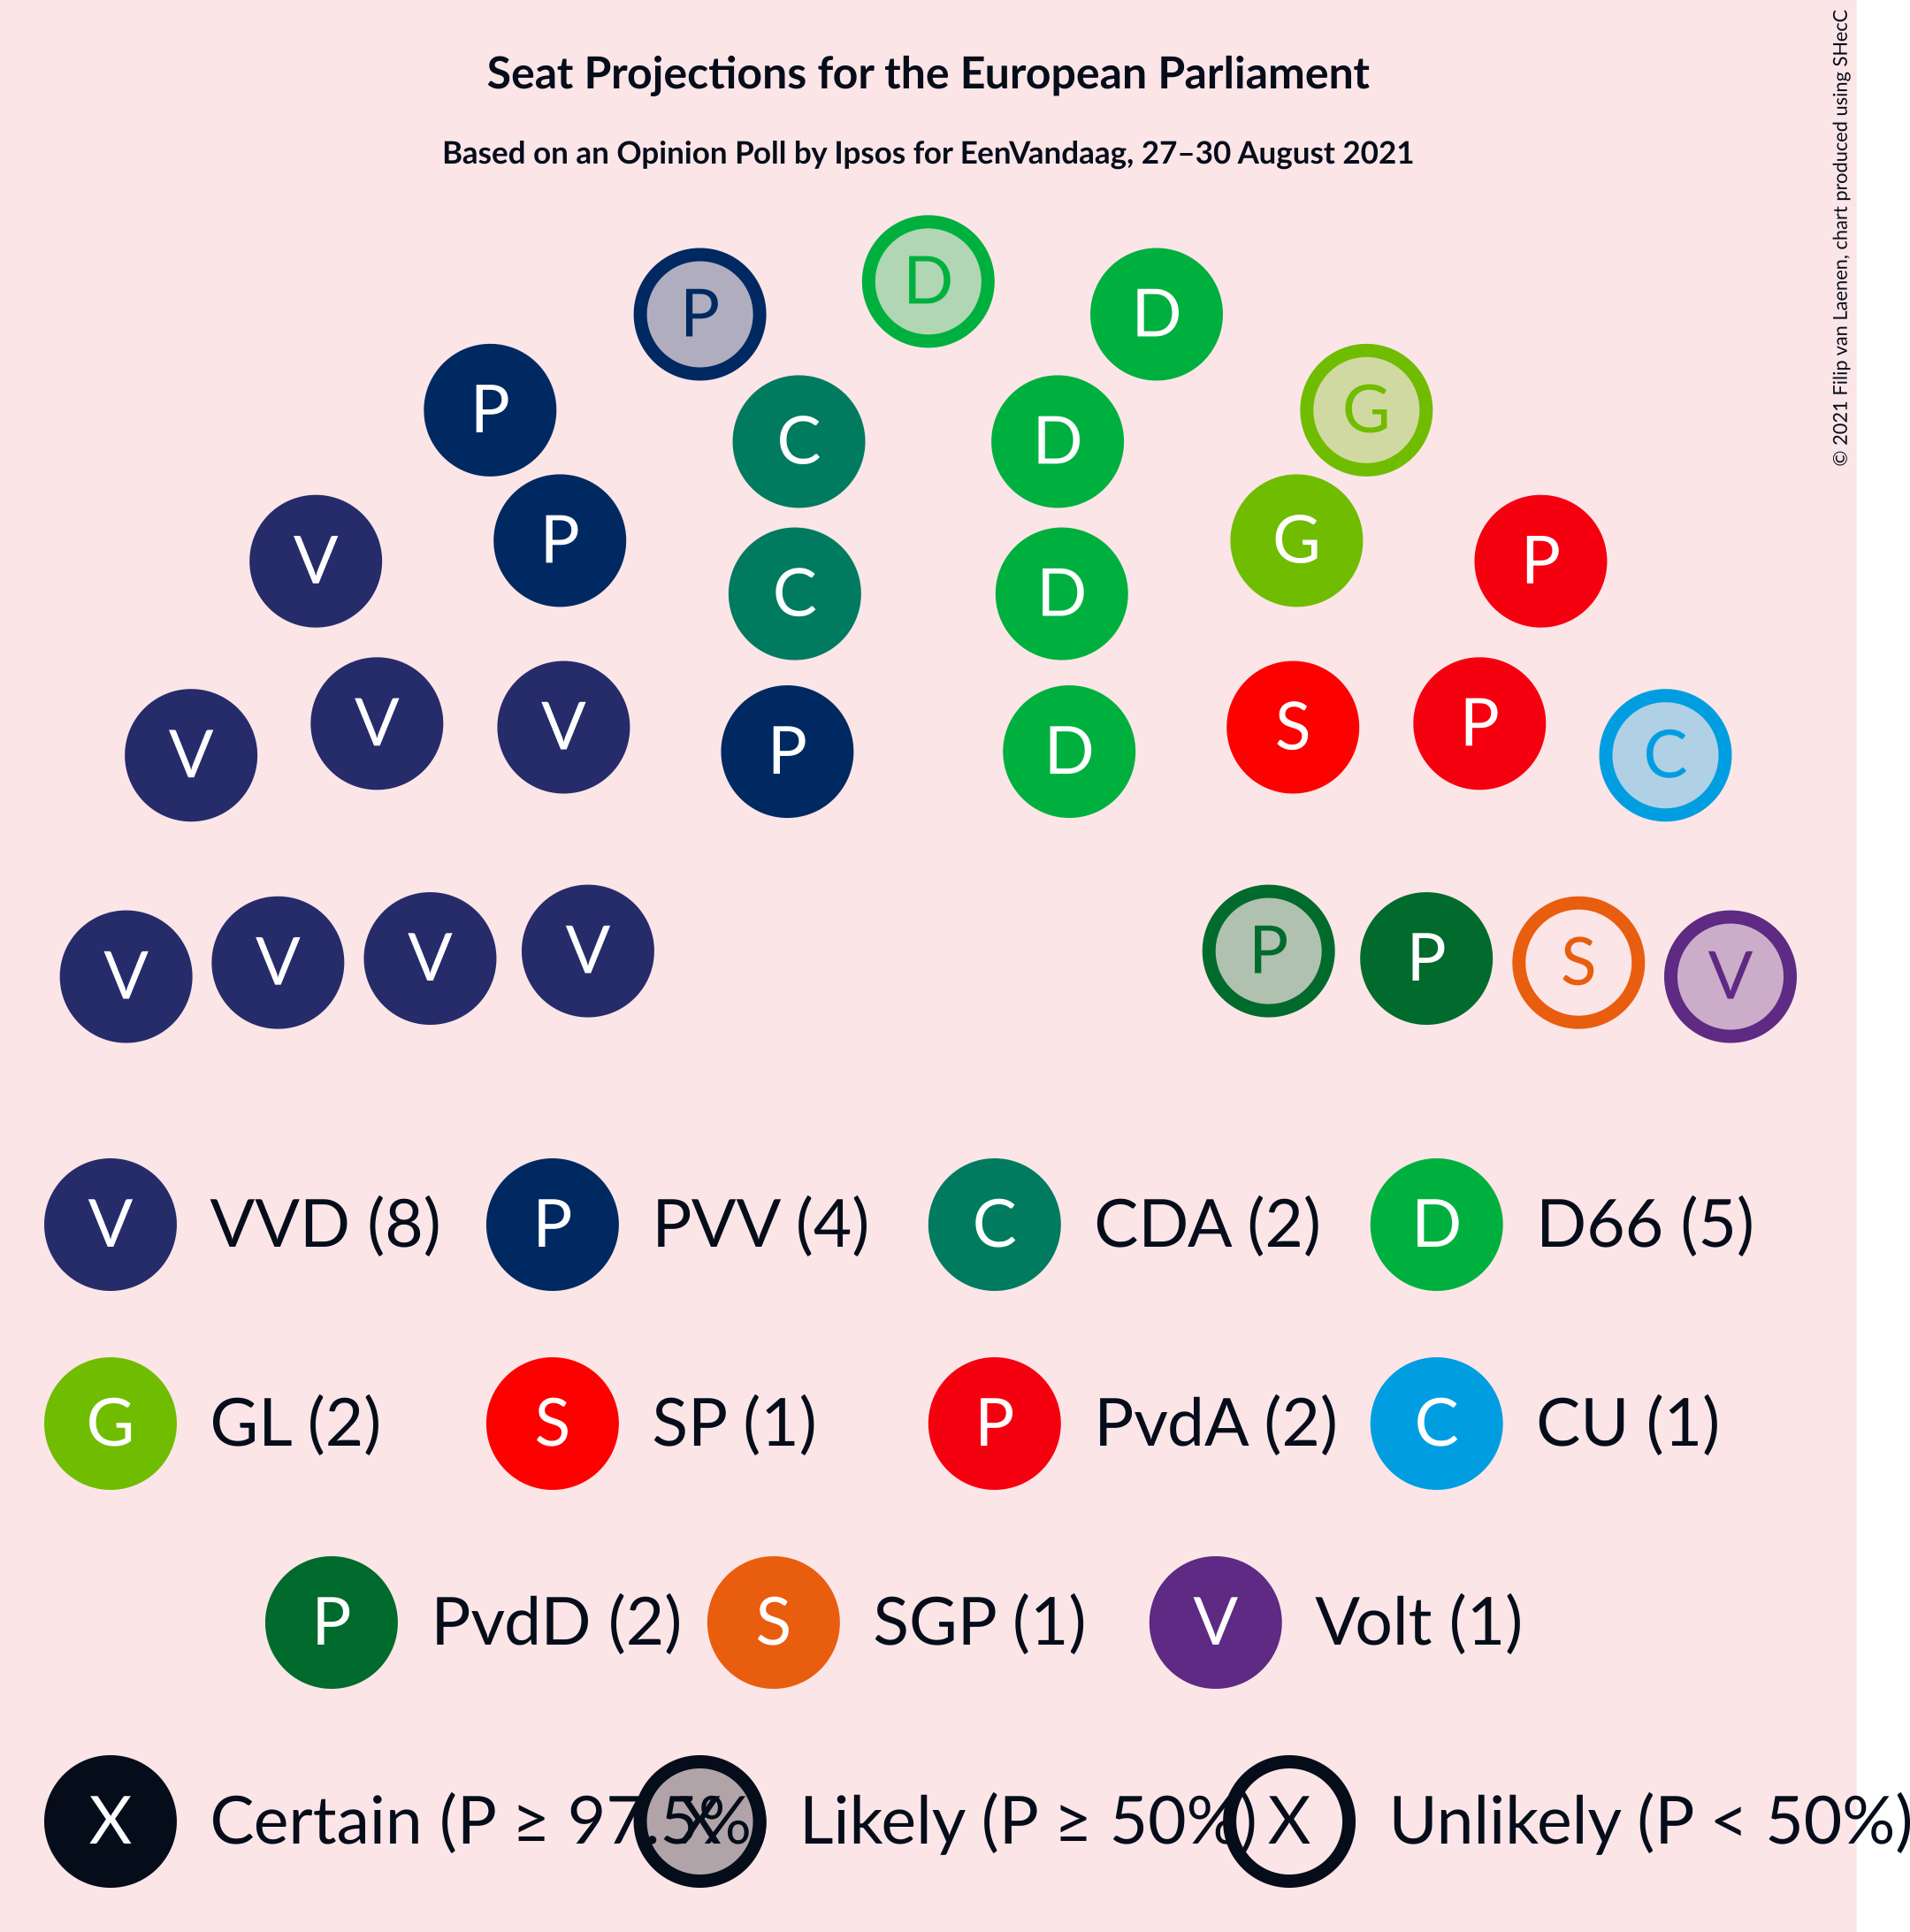 Seat Projections for the European Parliament
Based on an Opinion Poll by Ipsos for EenVandaag, 27–30 August 2021
© 2021 Filip van Laenen, chart produced using SHecC
D
P D
P G
C D
P G
V P
C D
V V S P
P D
V C
P V
V V P S
V V
V VVD (8) P PVV (4) C CDA (2) D D66 (5)
G GL (2) S SP (1) P PvdA (2) C CU (1)
P PvdD (2) S SGP (1) V Volt (1)
X Certain (P ≥ 97.5% X Likely (P ≥ 50%) X Unlikely (P < 50%)